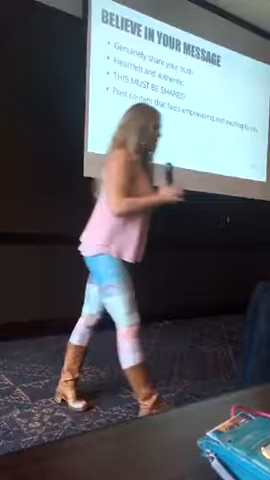 BELIEVE IN YOUR MESSAGE
• Genuinely share your truth
• Heartfelt and authentic
• THIS MUST BE SHARED
• Post content that feels empowering and exciting to you